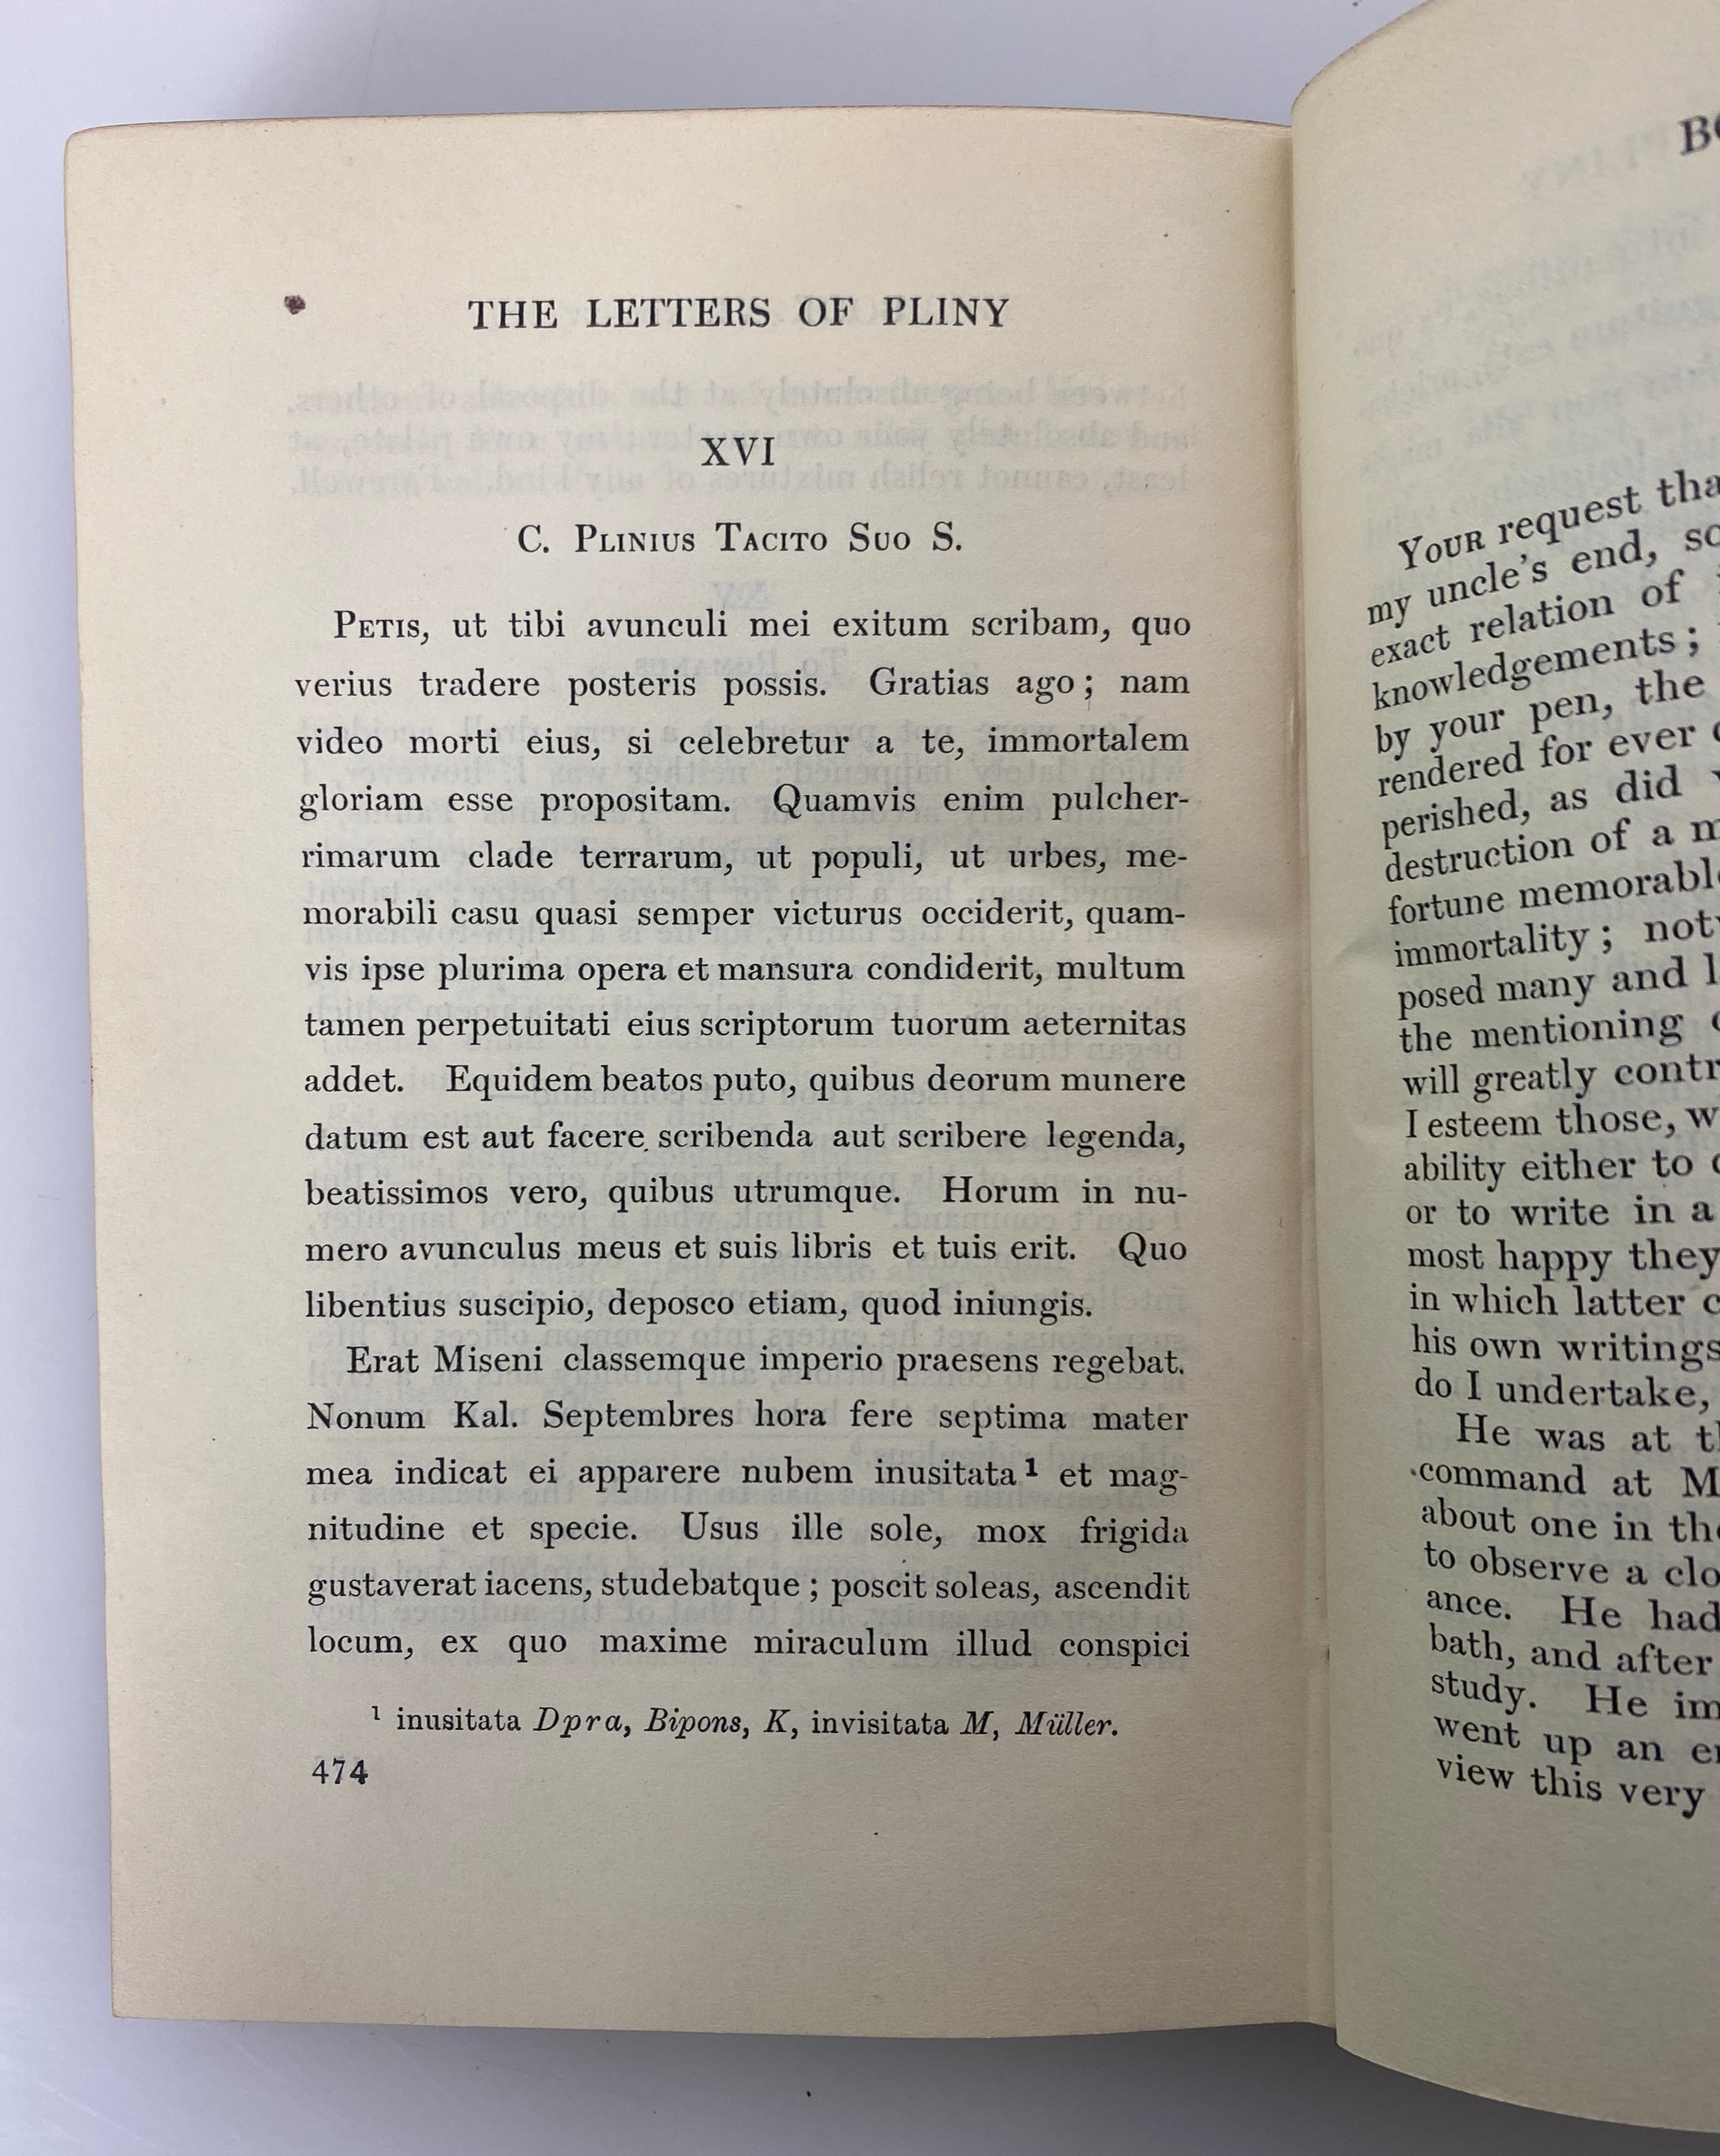 THE LETTERS OF PLINY
XVI
C. Plinius Tacito Suo S.
Petis, ut tibi avunculi mei exitum scribam, quo
verius tradere posteris possis. Gratias ago; nam
video morti eius, si celebretur a te, immortalem
gloriam esse propositam. Quamvis enim pulcher-
rimarum clade terrarum, ut populi, ut urbes, me-
morabili casu quasi semper victurus occiderit, quam-
vis ipse plurima opera et mansura condiderit, multum
tamen perpetuitati eius scriptorum tuorum aeternitas
addet. Equidem beatos puto, quibus deorum munere
datum est aut facere scribenda aut scribere legenda,
beatissimos vero, quibus utrumque. Horum in nu-
mero avunculus meus et suis libris et tuis erit. Quo
libentius suscipio, deposco etiam, quod iniungis.
Erat Miseni classemque imperio praesens regebat.
Nonum Kal. Septembres hora fere septima mater
mea indicat ei apparere nubem inusitata¹ et mag-
nitudine et specie. Usus ille sole, mox frigida
gustaverat iacens, studebatque; poscit soleas, ascendit
locum, ex quo maxime miraculum illud conspici
¹ inusitata Dpra, Bipons, K, invisitata M, Müller.
474
Your request
my uncle's end,
exact relation of
knowledgements;
by your pen, the
rendered for ever
perished, as did
destruction of a
fortune
immortality;
posed many and
the mentioning
will greatly
I esteem those,
ability either to
or to write in a
most happy they
in which latter
his own writings
do I undertake,
He was at
command at
about one in
to observe a
ance. He had
bath, and after
study. He
went up an
view this very